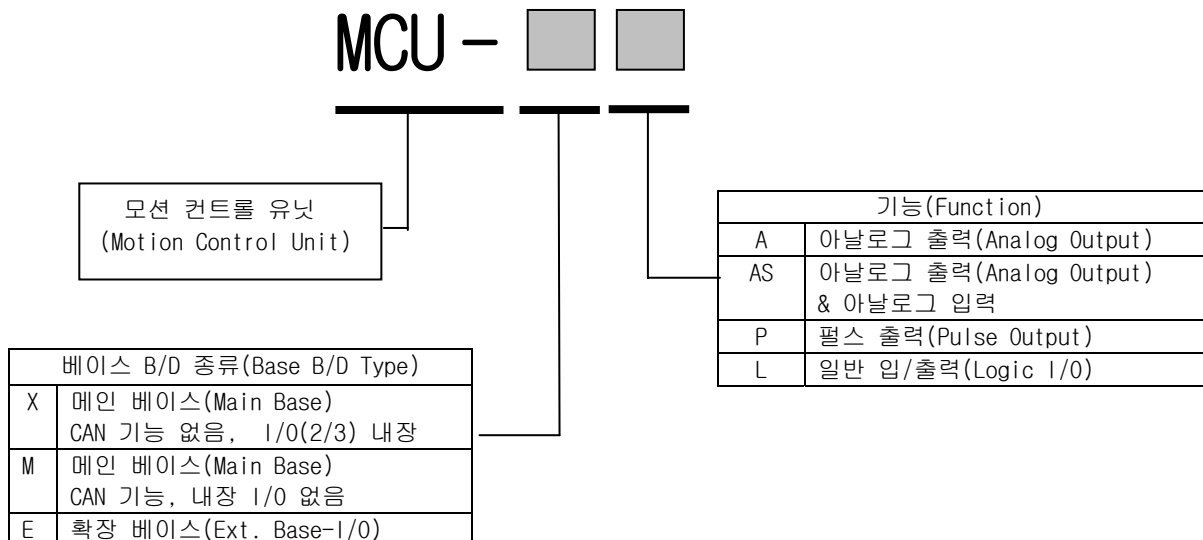 MCU -
모션 컨트롤 유닛
(Motion Control Unit)
기능(Function)
A 아날로그 출력(Analog Output)
AS 아날로그 출력(Analog Output)
& 아날로그 입력
P 펄스 출력(Pulse Output)
L 일반 입/출력(Logic I/O)
베이스 B/D 종류(Base B/D Type)
X 메인 베이스(Main Base)
CAN 기능 없음, I/O(2/3) 내장
M 메인 베이스(Main Base)
CAN 기능, 내장 I/O 없음
E 확장 베이스(Ext. Base-I/O)